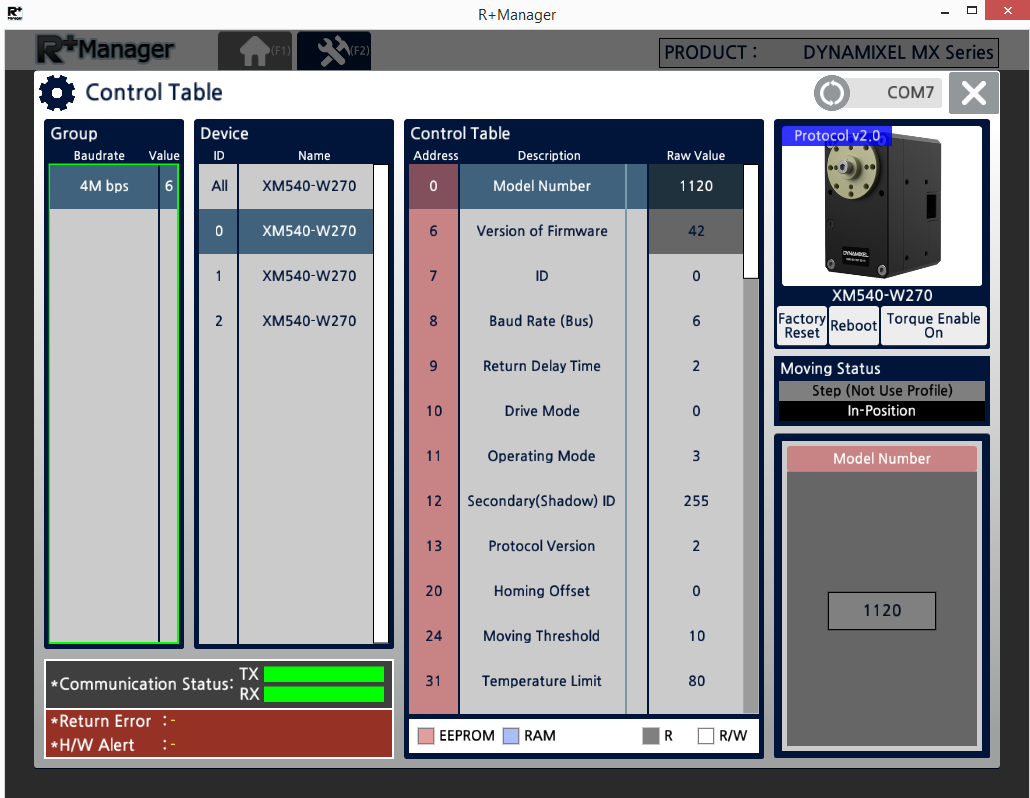 R+Manager
R+Manager
(F1)
(F2)
PRODUCT : DYNAMIXEL MX Series
Control Table
COM7
Group
Baudrate Value
4M bps 6
Device
ID Name
All XM540-W270
0 XM540-W270
1 XM540-W270
2 XM540-W270
Control Table
Address Description Raw Value
0 Model Number 1120
6 Version of Firmware 42
7 ID 0
8 Baud Rate (Bus) 6
9 Return Delay Time 2
10 Drive Mode 0
11 Operating Mode 3
12 Secondary(Shadow) ID 255
13 Protocol Version 2
20 Homing Offset 0
24 Moving Threshold 10
31 Temperature Limit 80
EEPROM RAM R R/W
Protocol v2.0
DYNAMIXEL
XM540-W270
Factory Reset
Reboot
Torque Enable On
Moving Status
Step (Not Use Profile)
In-Position
Model Number
1120
*Communication Status: TX
RX
*Return Error : -
*H/W Alert : -